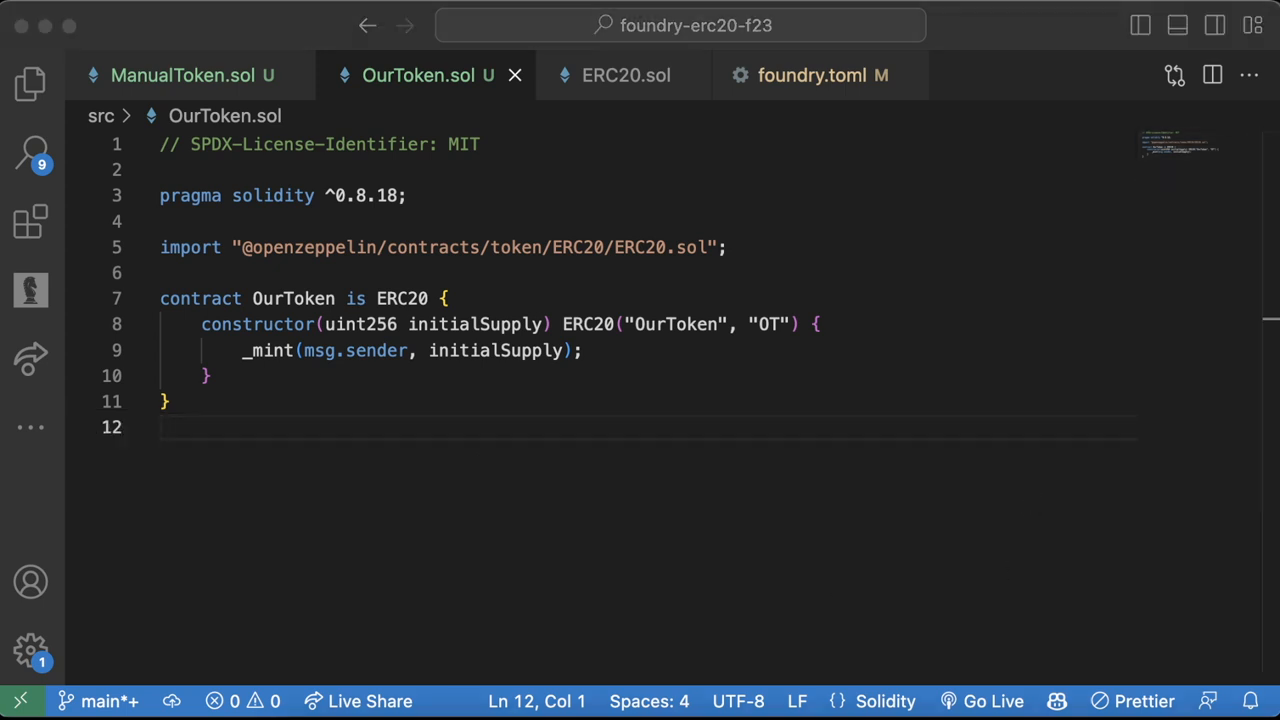 foundry-erc20-f23
ManualToken.sol U
OurToken.sol U
ERC20.sol
foundry.toml M
src > OurToken.sol
1 // SPDX-License-Identifier: MIT
2
3 pragma solidity ^0.8.18;
4
5 import "@openzeppelin/contracts/token/ERC20/ERC20.sol";
6
7 contract OurToken is ERC20 {
8 constructor(uint256 initialSupply) ERC20("OurToken", "OT") {
9 _mint(msg.sender, initialSupply);
10 }
11 }
12
9
1
main*+ 0 0 Live Share Ln 12, Col 1 Spaces: 4 UTF-8 LF {} Solidity Go Live Prettier